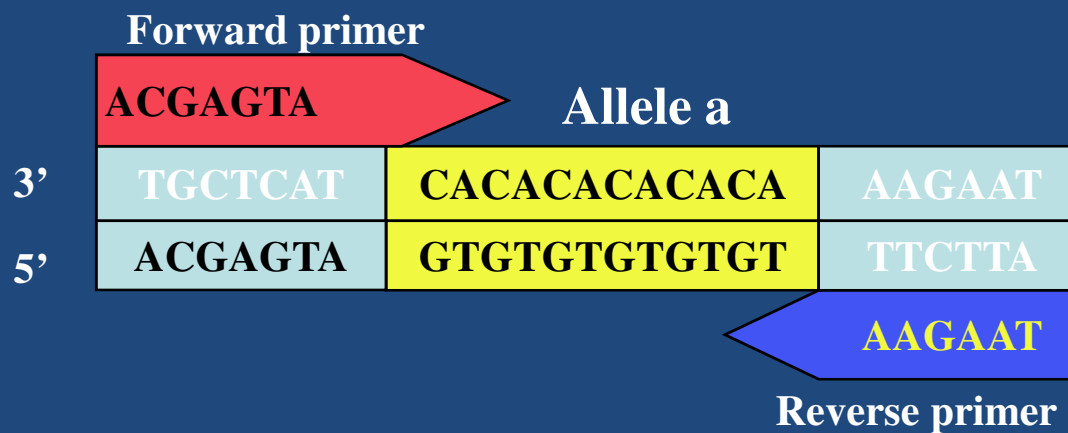 Forward primer
ACGAGTA
Allele a
3’ TGCTCAT CACACACACACA AAGAAT
5’ ACGAGTA GTGTGTGTGTGT TTCTTA
AAGAAT
Reverse primer